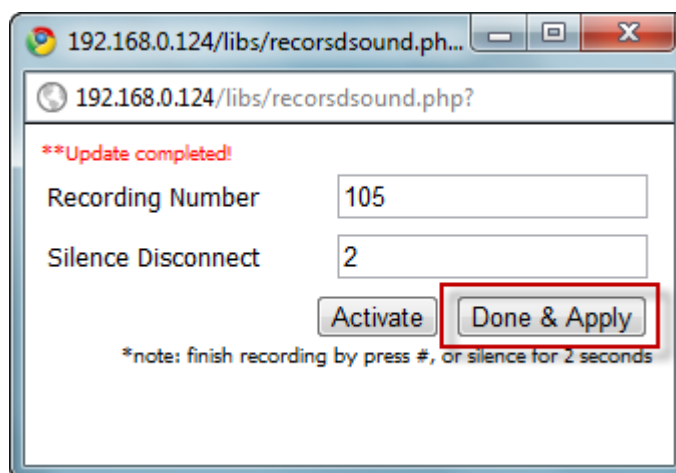 192.168.0.124/libs/recorsdsound.ph...
192.168.0.124/libs/recorsdsound.php?
**Update completed!
Recording Number 105
Silence Disconnect 2
Activate Done & Apply
*note: finish recording by press #, or silence for 2 seconds